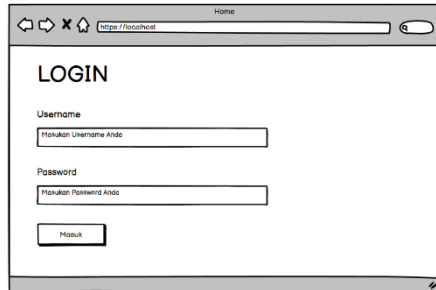 Home
https://localhost
LOGIN
Username
Masukan Username Anda
Password
Masukan Password Anda
Masuk